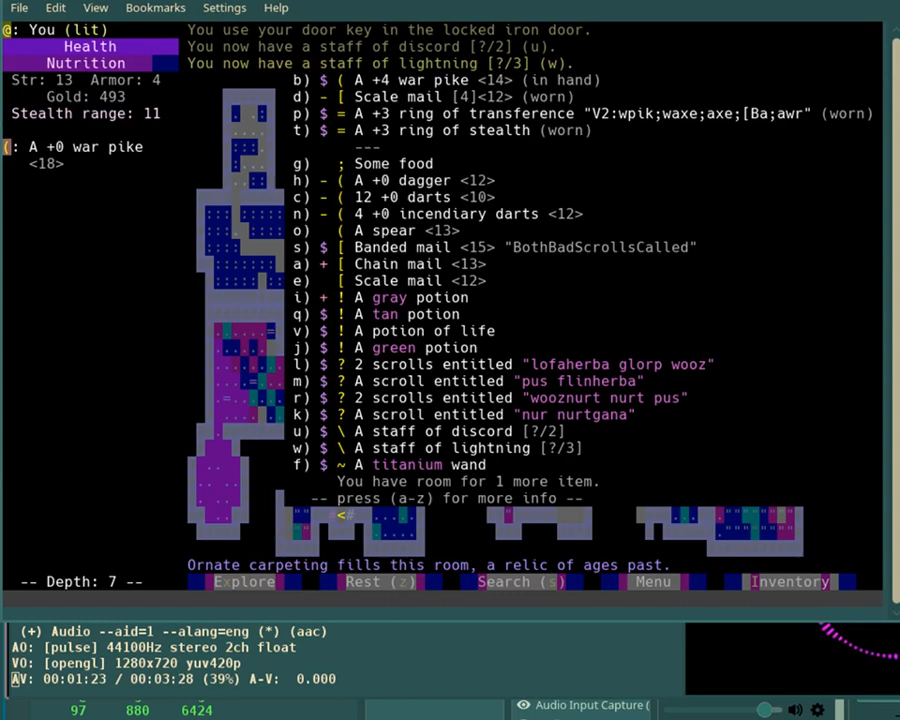 File Edit View Bookmarks Settings Help
@: You (lit)
Health
Nutrition
Str: 13 Armor: 4
Gold: 493
Stealth range: 11
(: A +0 war pike
<18>
You use your door key in the locked iron door.
You now have a staff of discord [?/2] (u).
You now have a staff of lightning [?/3] (w).
b) $ ( A +4 war pike <14> (in hand)
d) - [ Scale mail [4]<12> (worn)
p) $ = A +3 ring of transference "V2:wpik;waxe;axe;[Ba;awr" (worn)
t) $ = A +3 ring of stealth (worn)
---
g) ; Some food
h) - ( A +0 dagger <12>
c) - ( 12 +0 darts <10>
n) - ( 4 +0 incendiary darts <12>
o) ( A spear <13>
s) $ [ Banded mail <15> "BothBadScrollsCalled"
a) + [ Chain mail <13>
e) [ Scale mail <12>
i) + ! A gray potion
q) $ ! A tan potion
v) $ ! A potion of life
j) $ ! A green potion
l) $ ? 2 scrolls entitled "lofaherba glorp wooz"
m) $ ? A scroll entitled "pus flinherba"
r) $ ? 2 scrolls entitled "wooznurt nurt pus"
k) $ ? A scroll entitled "nur nurtgana"
u) $ \ A staff of discord [?/2]
w) $ \ A staff of lightning [?/3]
f) $ ~ A titanium wand
You have room for 1 more item.
-- press (a-z) for more info --
Ornate carpeting fills this room, a relic of ages past.
-- Depth: 7 --
Explore Rest (z) Search (s) Menu Inventory
(+) Audio --aid=1 --alang=eng (*) (aac)
AO: [pulse] 44100Hz stereo 2ch float
VO: [opengl] 1280x720 yuv420p
AV: 00:01:23 / 00:03:28 (39%) A-V: 0.000
97 880 6424
Audio Input Capture (